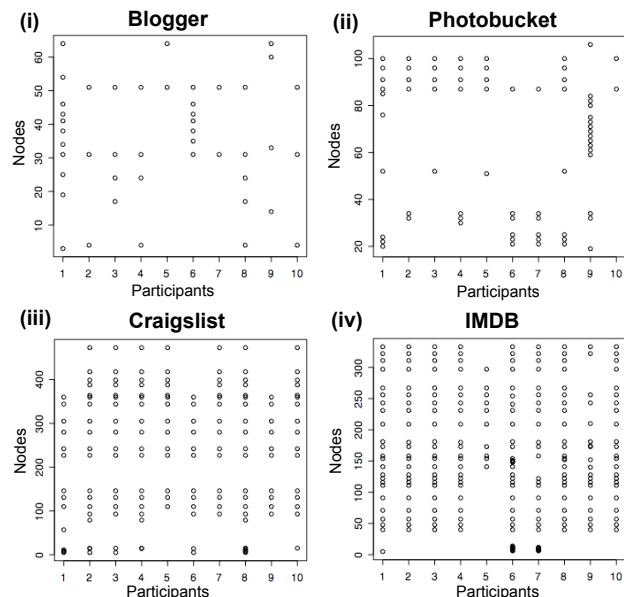 (i) Blogger
Nodes
60
50
40
30
20
10
1 2 3 4 5 6 7 8 9 10
Participants
(ii) Photobucket
Nodes
100
80
60
40
20
1 2 3 4 5 6 7 8 9 10
Participants
(iii) Craigslist
Nodes
400
300
200
100
0
1 2 3 4 5 6 7 8 9 10
Participants
(iv) IMDB
Nodes
300
250
200
150
100
50
0
1 2 3 4 5 6 7 8 9 10
Participants